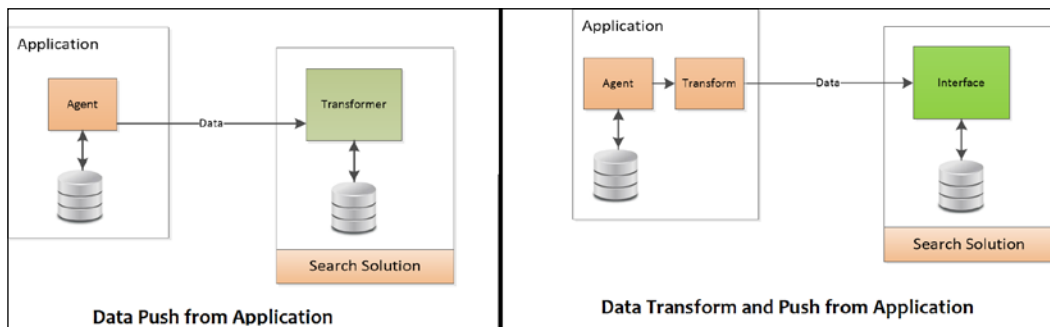 Application
Agent
Data
Transformer
Search Solution
Data Push from Application
Application
Agent
Transform
Data
Interface
Search Solution
Data Transform and Push from Application